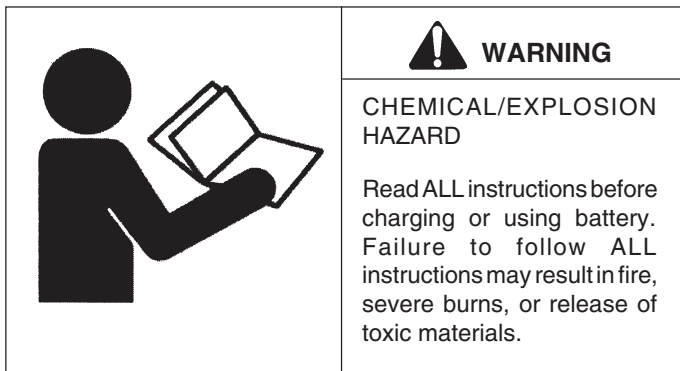 WARNING
CHEMICAL/EXPLOSION
HAZARD
Read ALL instructions before
charging or using battery.
Failure to follow ALL
instructions may result in fire,
severe burns, or release of
toxic materials.